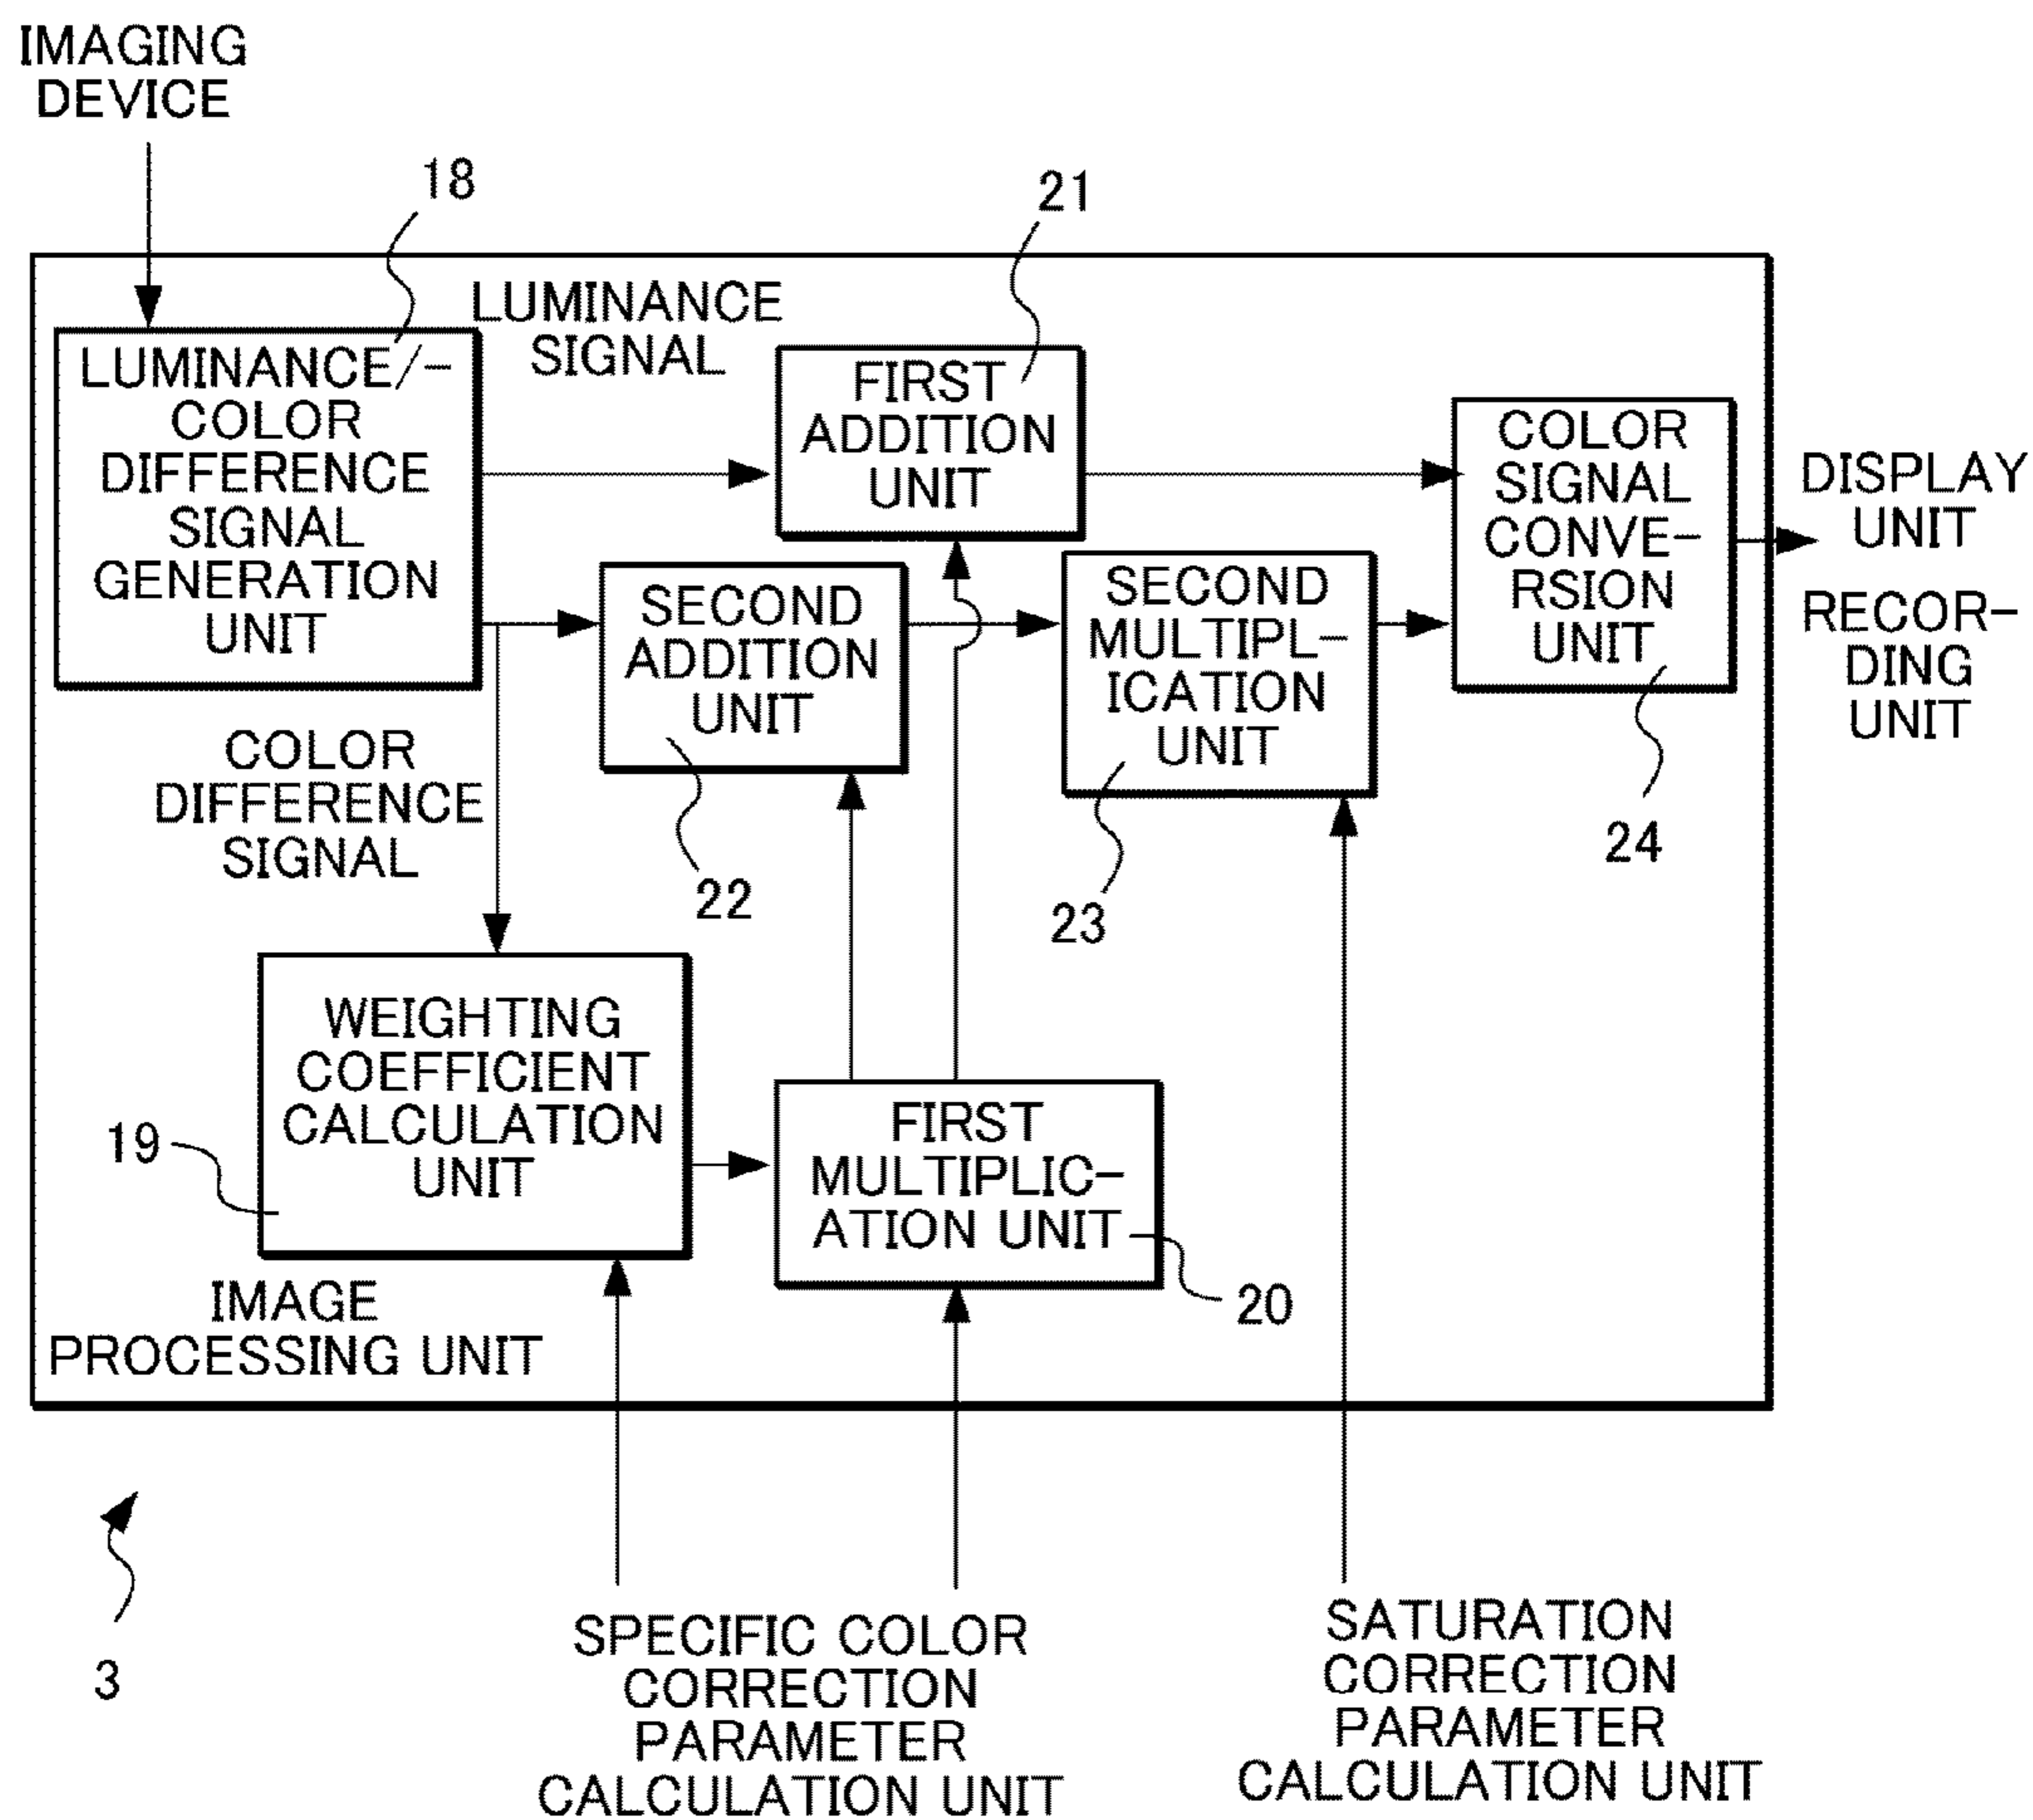 IMAGING
DEVICE
18
21
LUMINANCE
SIGNAL
LUMINANCE/-
COLOR
DIFFERENCE
SIGNAL
GENERATION
UNIT
FIRST
ADDITION
UNIT
COLOR
SIGNAL
CONVE-
RSION
UNIT
DISPLAY
UNIT
RECOR-
DING
UNIT
SECOND
ADDITION
UNIT
SECOND
MULTIPL-
ICATION
UNIT
COLOR
DIFFERENCE
SIGNAL
22
23
24
WEIGHTING
COEFFICIENT
CALCULATION
UNIT
19
FIRST
MULTIPLIC-
ATION UNIT
20
IMAGE
PROCESSING UNIT
3
SPECIFIC COLOR
CORRECTION
PARAMETER
CALCULATION UNIT
SATURATION
CORRECTION
PARAMETER
CALCULATION UNIT